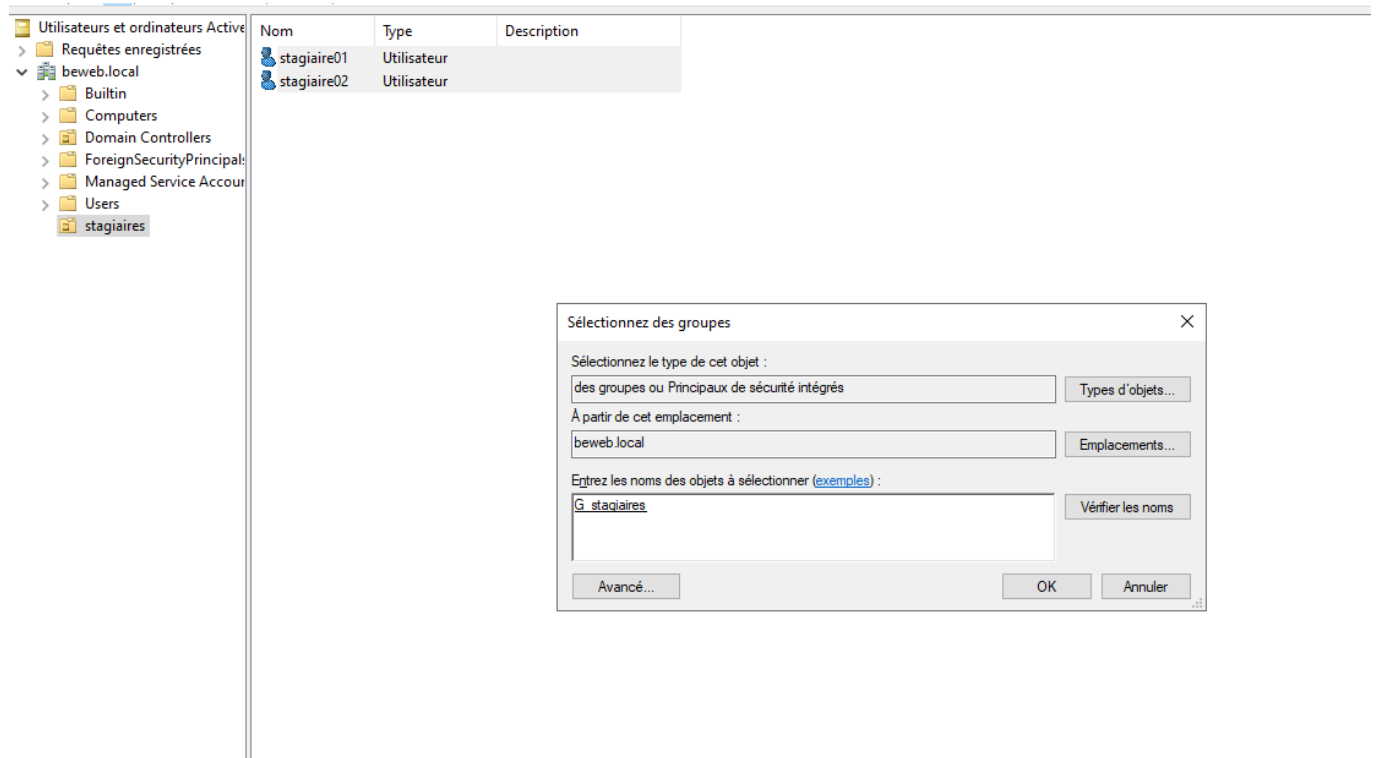 Utilisateurs et ordinateurs Active
Requêtes enregistrées
beweb.local
Builtin
Computers
Domain Controllers
ForeignSecurityPrincipals
Managed Service Accour
Users
stagiaires
Nom Type Description
stagiaire01 Utilisateur
stagiaire02 Utilisateur
Sélectionnez des groupes
Sélectionnez le type de cet objet :
des groupes ou Principaux de sécurité intégrés Types d'objets...
À partir de cet emplacement :
beweb.local Emplacements...
Entrez les noms des objets à sélectionner (exemples) :
G_stagiaires Vérifier les noms
Avancé... OK Annuler